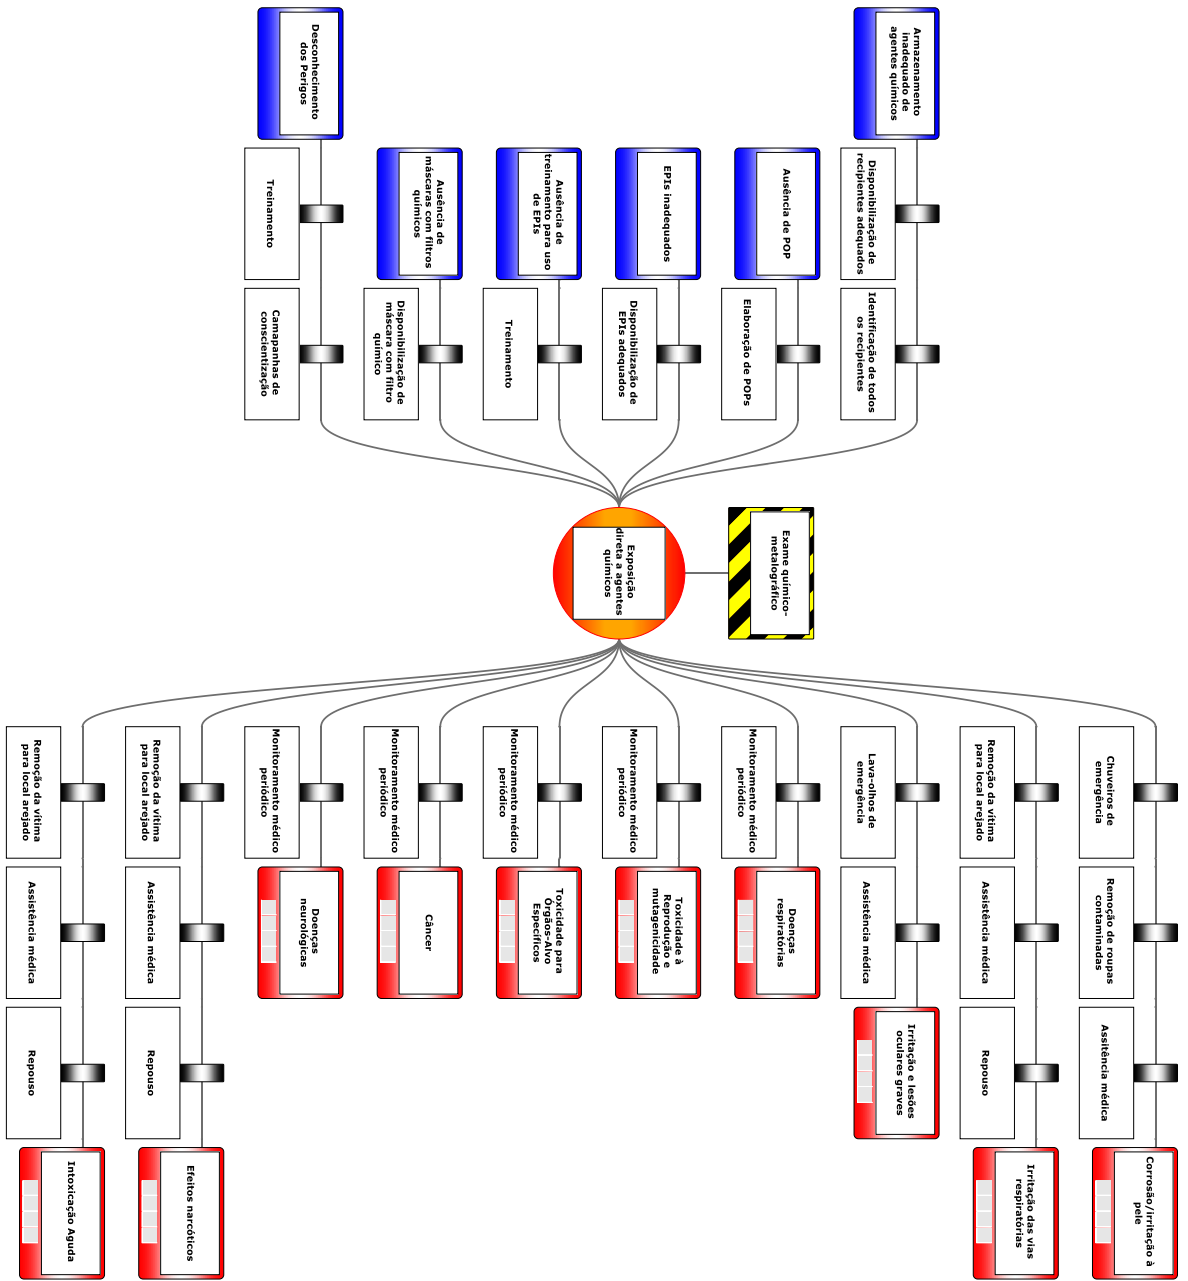 Armazenamento
inadequado de
agentes químicos
Disponibilização de
recipientes adequados
Identificação de todos
os recipientes
Ausência de POP
Elaboração de POPs
EPIs inadequados
Disponibilização de
EPIs adequados
Ausência de
treinamento para uso
de EPIs
Treinamento
Ausência de
máscaras com filtros
químicos
Disponibilização de
máscara com filtro
químico
Desconhecimento
dos Perigos
Treinamento
Camapanhas de
conscientização
Exame químico-
metalográfico
Exposição
direta a agentes
químicos
Chuveiros de
emergência
Remoção de roupas
contaminadas
Assitência médica
Corrosão/irritação à
pele
Remoção da vítima
para local arejado
Assistência médica
Repouso
Irritação das vias
respiratórias
Lava-olhos de
emergência
Assistência médica
Irritação e lesões
oculares graves
Monitoramento médico
periódico
Doenças
respiratórias
Monitoramento médico
periódico
Toxicidade à
Reprodução e
mutagenicidade
Monitoramento médico
periódico
Toxicidade para
Órgãos-Alvo
Específicos
Monitoramento médico
periódico
Câncer
Monitoramento médico
periódico
Doenças
neurológicas
Remoção da vítima
para local arejado
Assistência médica
Repouso
Efeitos narcóticos
Remoção da vítima
para local arejado
Assistência médica
Repouso
Intoxicação Aguda